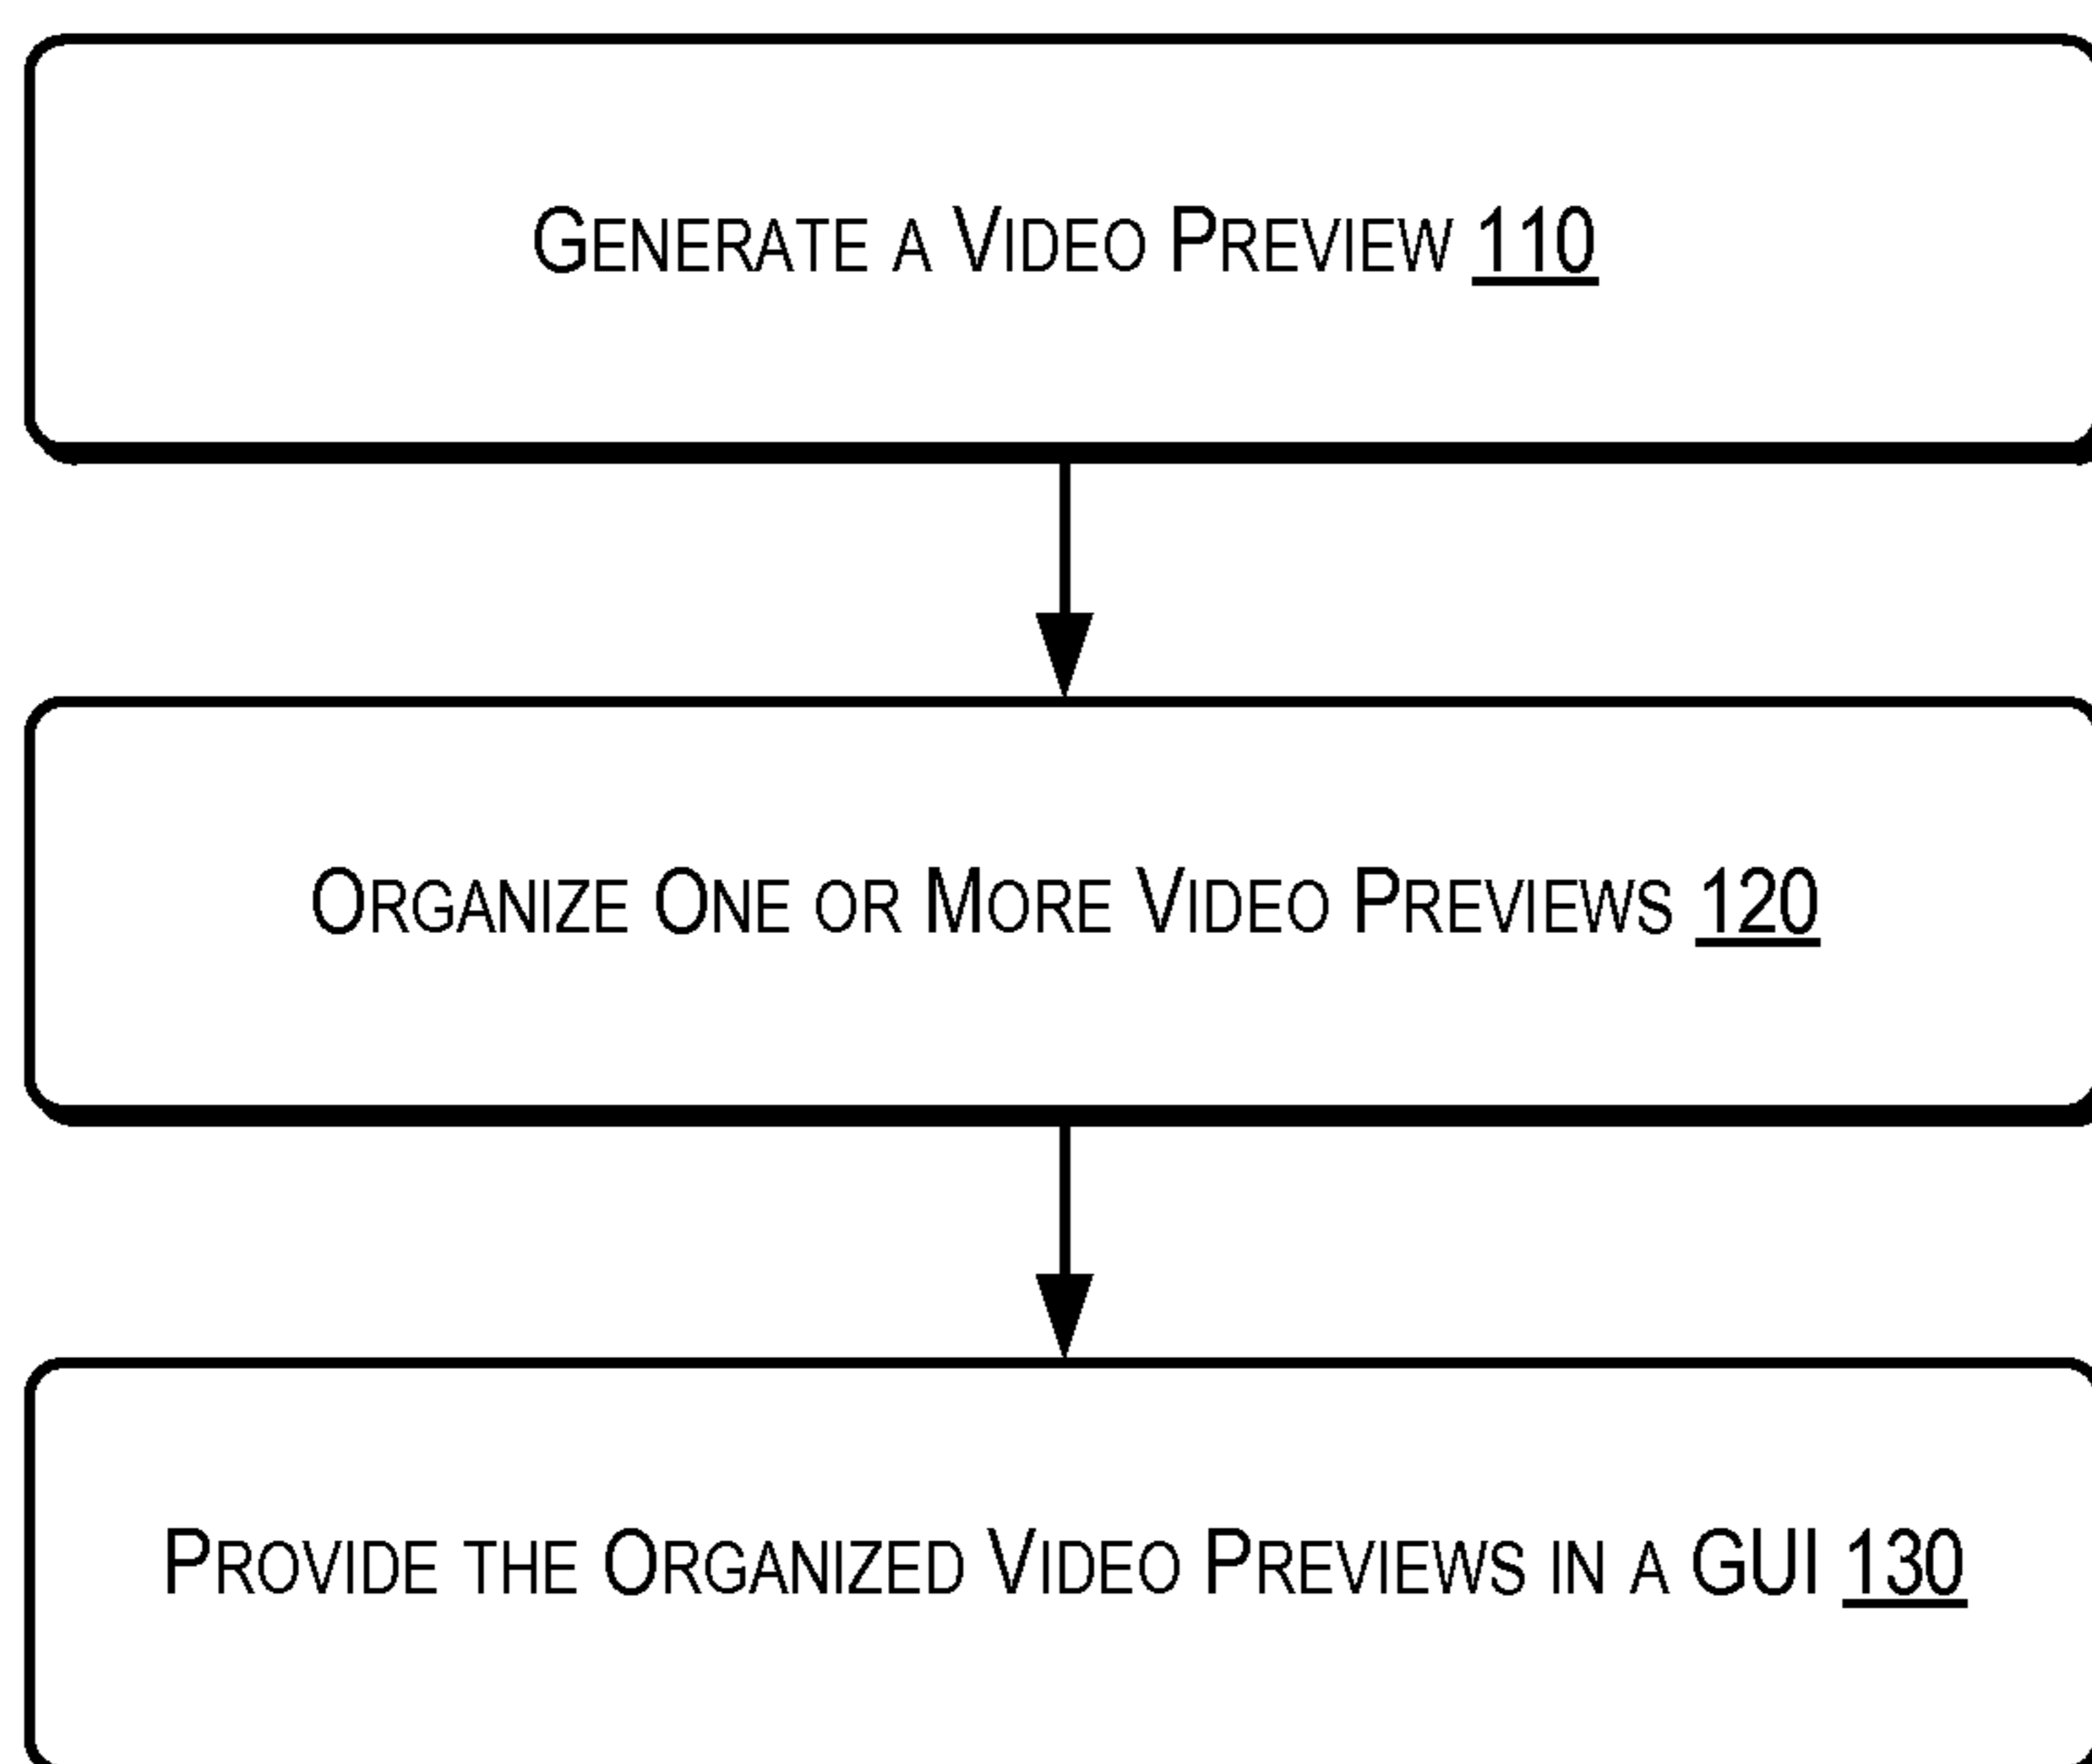 Generate a Video Preview 110
Organize One or More Video Previews 120
Provide the Organized Video Previews in a GUI 130